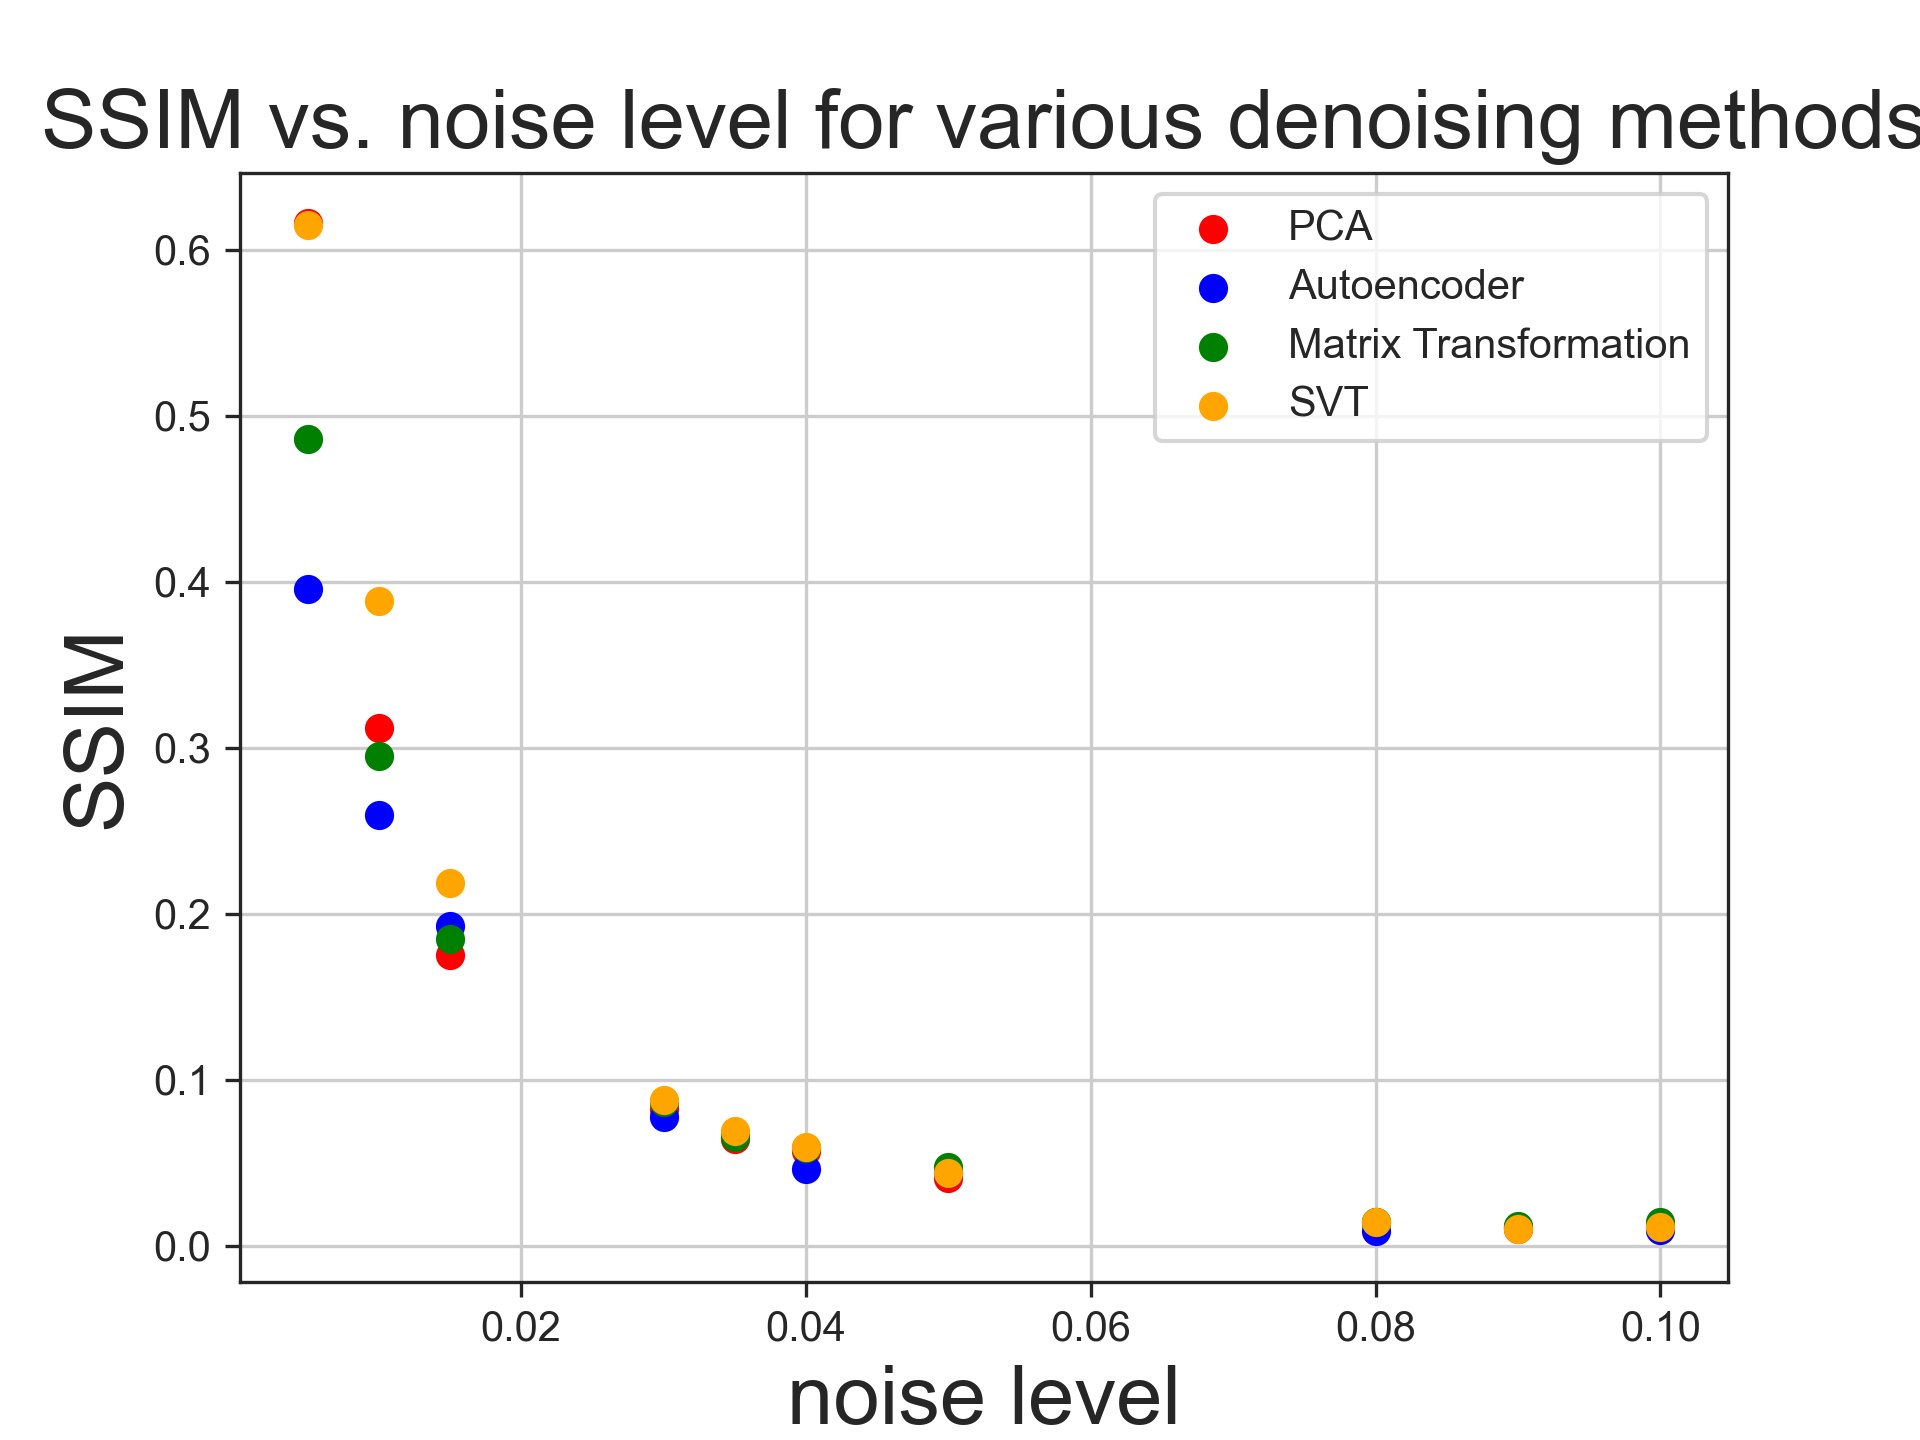 SSIM vs. noise level for various denoising methods
PCA
Autoencoder
Matrix Transformation
SVT
SSIM
0.6
0.5
0.4
0.3
0.2
0.1
0.0
0.02 0.04 0.06 0.08 0.10
noise level